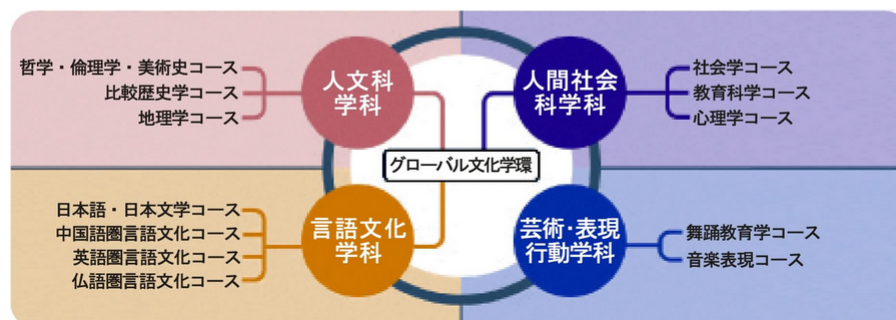 哲学・倫理学・美術史コース
比較歴史学コース
地理学コース
人文科
学科
人間社会
科学科
社会学コース
教育科学コース
心理学コース
グローバル文化学環
日本語・日本文学コース
中国語圏言語文化コース
英語圏言語文化コース
仏語圏言語文化コース
言語文化
学科
芸術・表現
行動学科
舞踊教育学コース
音楽表現コース